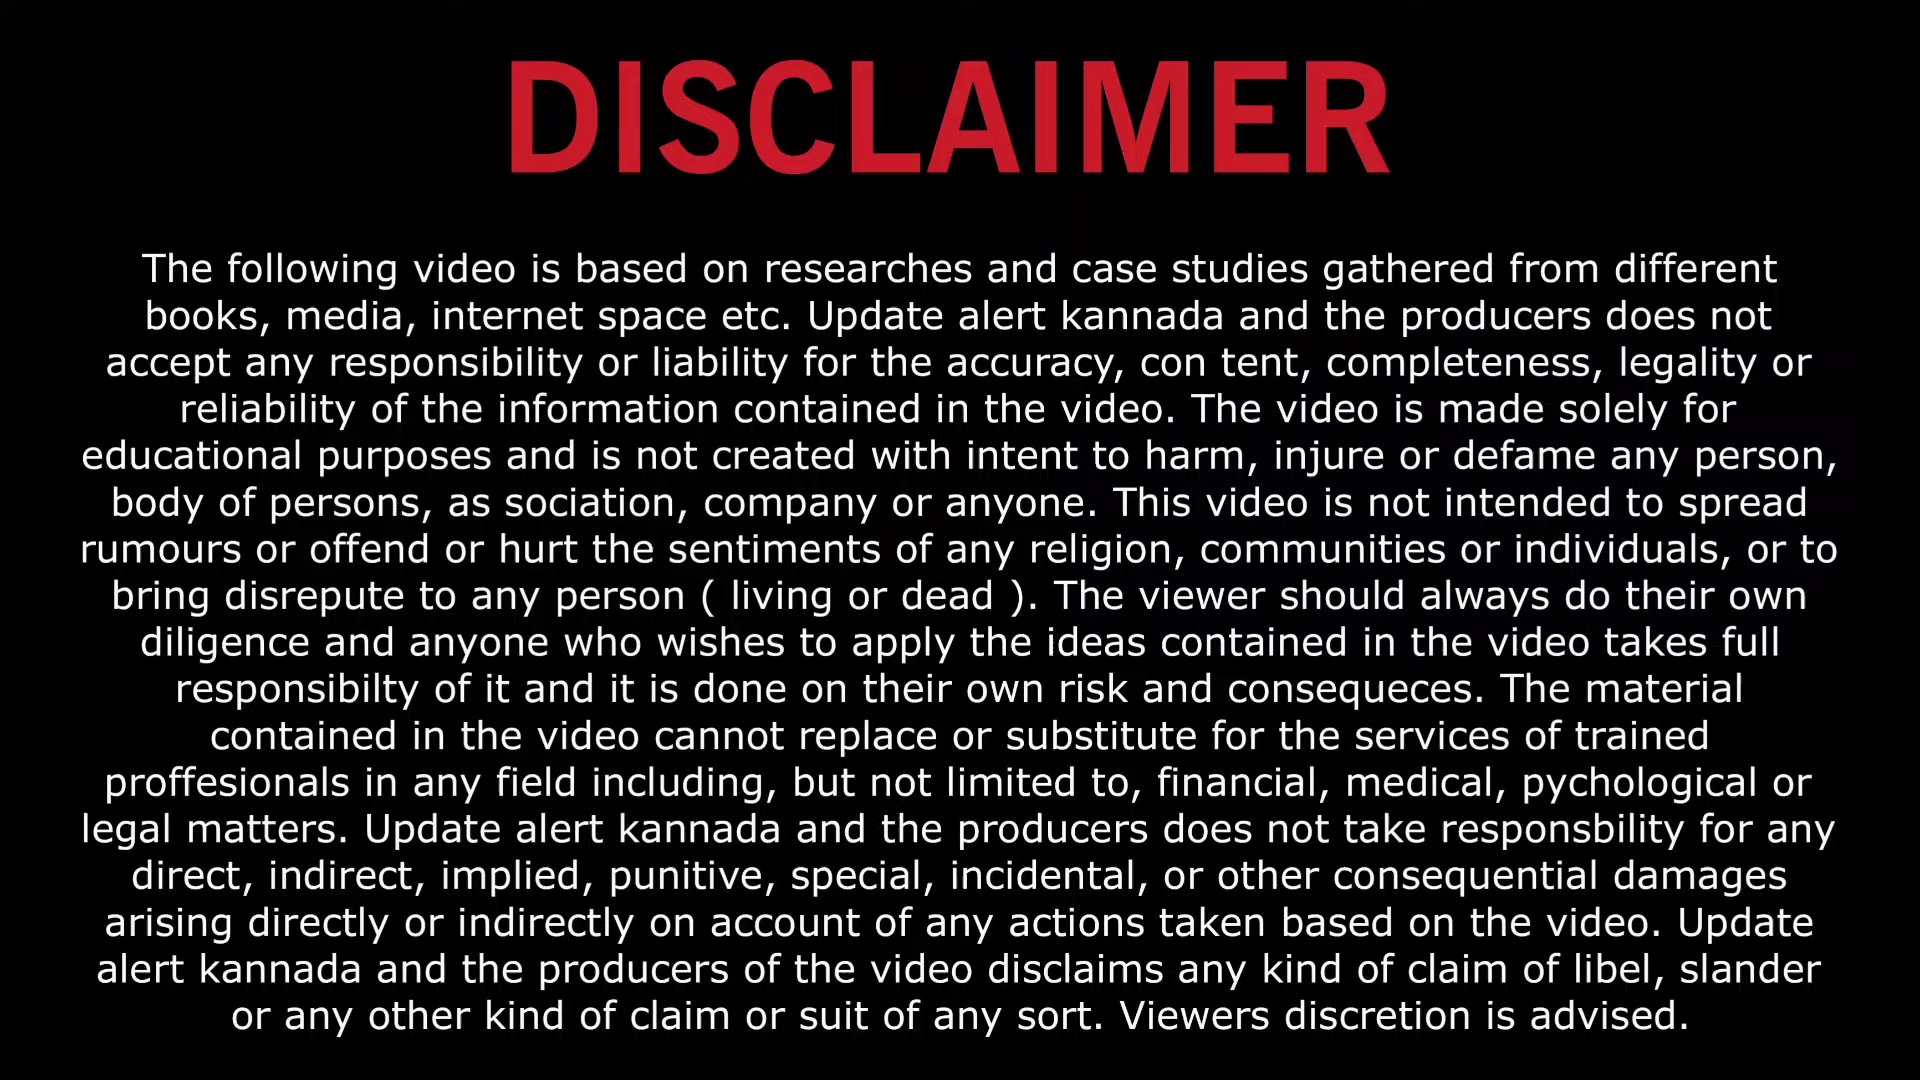 DISCLAIMER
The following video is based on researches and case studies gathered from different
books, media, internet space etc. Update alert kannada and the producers does not
accept any responsibility or liability for the accuracy, con tent, completeness, legality or
reliability of the information contained in the video. The video is made solely for
educational purposes and is not created with intent to harm, injure or defame any person,
body of persons, as sociation, company or anyone. This video is not intended to spread
rumours or offend or hurt the sentiments of any religion, communities or individuals, or to
bring disrepute to any person ( living or dead ). The viewer should always do their own
diligence and anyone who wishes to apply the ideas contained in the video takes full
responsibilty of it and it is done on their own risk and consequeces. The material
contained in the video cannot replace or substitute for the services of trained
proffesionals in any field including, but not limited to, financial, medical, pychological or
legal matters. Update alert kannada and the producers does not take responsbility for any
direct, indirect, implied, punitive, special, incidental, or other consequential damages
arising directly or indirectly on account of any actions taken based on the video. Update
alert kannada and the producers of the video disclaims any kind of claim of libel, slander
or any other kind of claim or suit of any sort. Viewers discretion is advised.